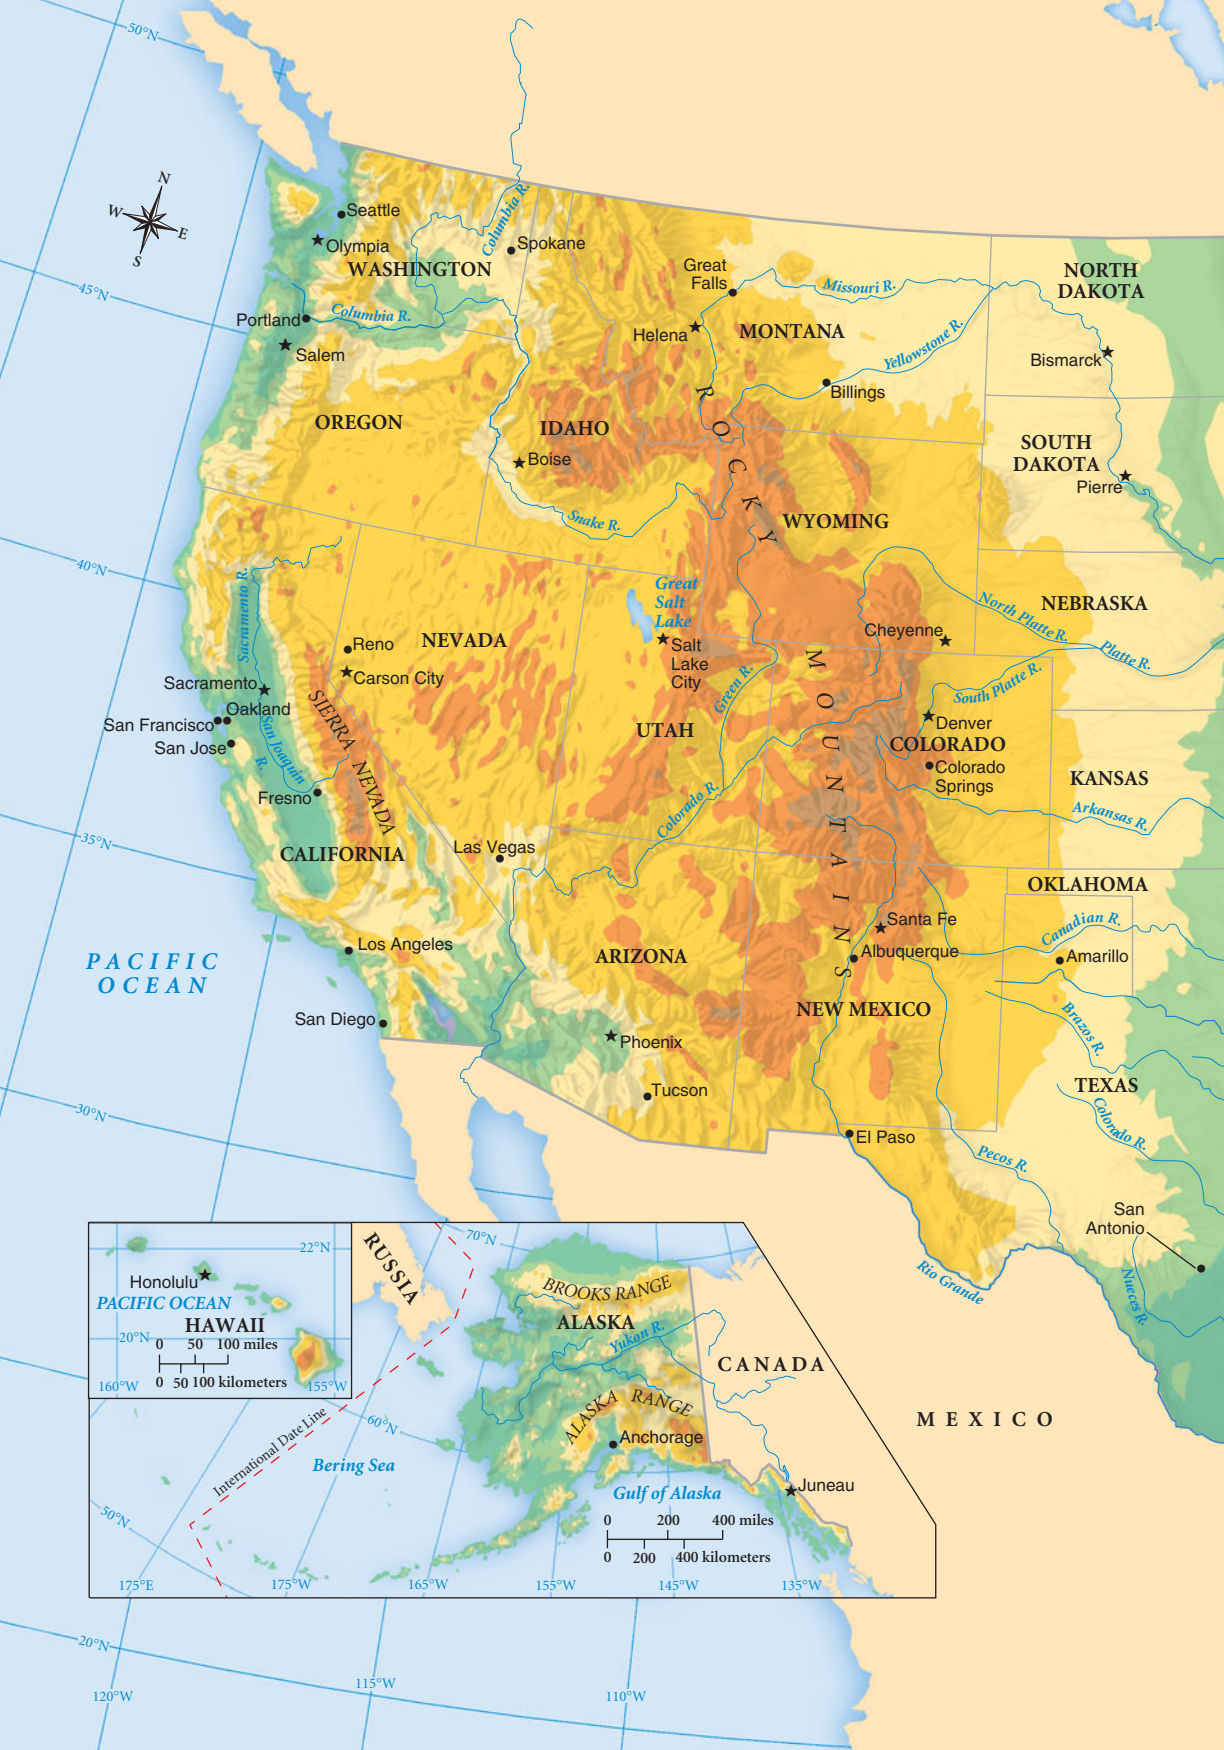 50°N
N
W
E
S
Seattle
Olympia
WASHINGTON
Columbia R.
Spokane
Great
Falls
Missouri R.
NORTH
DAKOTA
45°N
Portland
Columbia R.
Salem
Helena
MONTANA
Yellowstone R.
Bismarck
Billings
OREGON
IDAHO
Boise
SOUTH
DAKOTA
Pierre
Snake R.
ROCKY
WYOMING
40°N
Sacramento R.
Great
Salt
Lake
Salt
Lake
City
NEBRASKA
North Platte R.
Platte R.
Cheyenne
South Platte R.
Reno
NEVADA
Carson City
Sacramento
Oakland
San Francisco
San Jose
San Joaquin
R.
SIERRA NEVADA
Green R.
UTAH
MOUNTAINS
Denver
COLORADO
Colorado
Springs
KANSAS
Arkansas R.
Fresno
Colorado R.
35°N
CALIFORNIA
Las Vegas
OKLAHOMA
Santa Fe
Canadian R.
Los Angeles
ARIZONA
Albuquerque
Amarillo
PACIFIC
OCEAN
San Diego
NEW MEXICO
Brazos R.
Phoenix
TEXAS
Tucson
30°N
Colorado R.
El Paso
Pecos R.
San
Antonio
Rio Grande
Nueces R.
22°N
Honolulu
PACIFIC OCEAN
HAWAII
20°N
0 50 100 miles
0 50 100 kilometers
160°W
155°W
RUSSIA
70°N
BROOKS RANGE
ALASKA
Yukon R.
CANADA
ALASKA RANGE
60°N
International Date Line
Anchorage
Bering Sea
Gulf of Alaska
Juneau
50°N
0 200 400 miles
0 200 400 kilometers
175°E
175°W
165°W
155°W
145°W
135°W
MEXICO
20°N
120°W
115°W
110°W